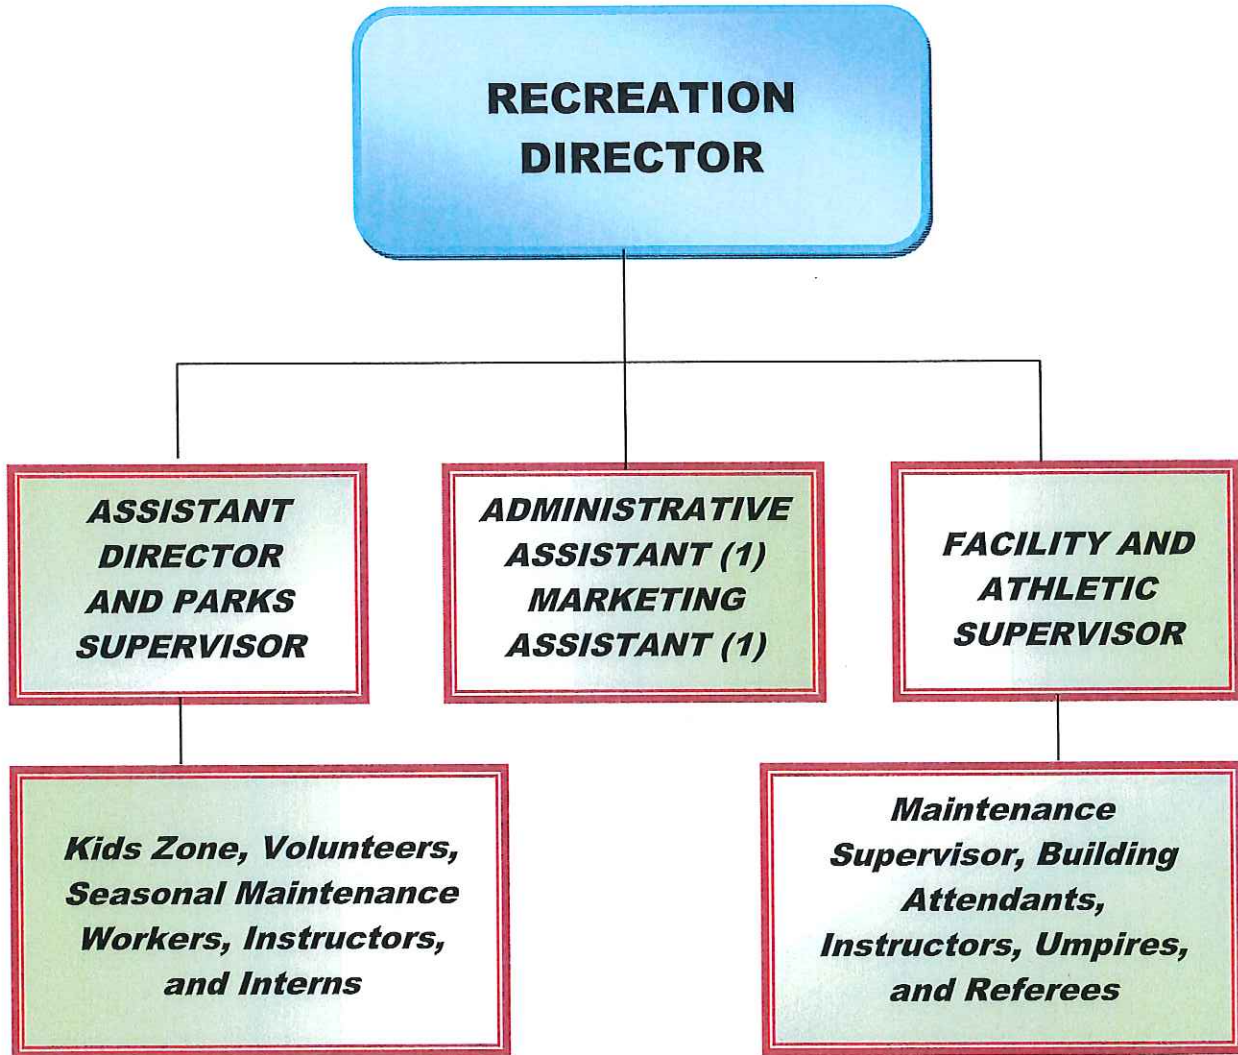 RECREATION
DIRECTOR
ASSISTANT
DIRECTOR
AND PARKS
SUPERVISOR
ADMINISTRATIVE
ASSISTANT (1)
MARKETING
ASSISTANT (1)
FACILITY AND
ATHLETIC
SUPERVISOR
Kids Zone, Volunteers,
Seasonal Maintenance
Workers, Instructors,
and Interns
Maintenance
Supervisor, Building
Attendants,
Instructors, Umpires,
and Referees